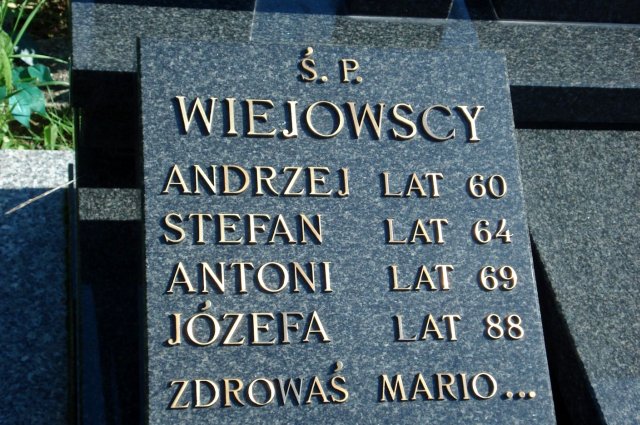 Ś. P.
WIEJOWSCY
ANDRZEJ LAT 60
STEFAN LAT 64
ANTONI LAT 69
JÓZEFA LAT 88
ZDROWAŚ MARIO...